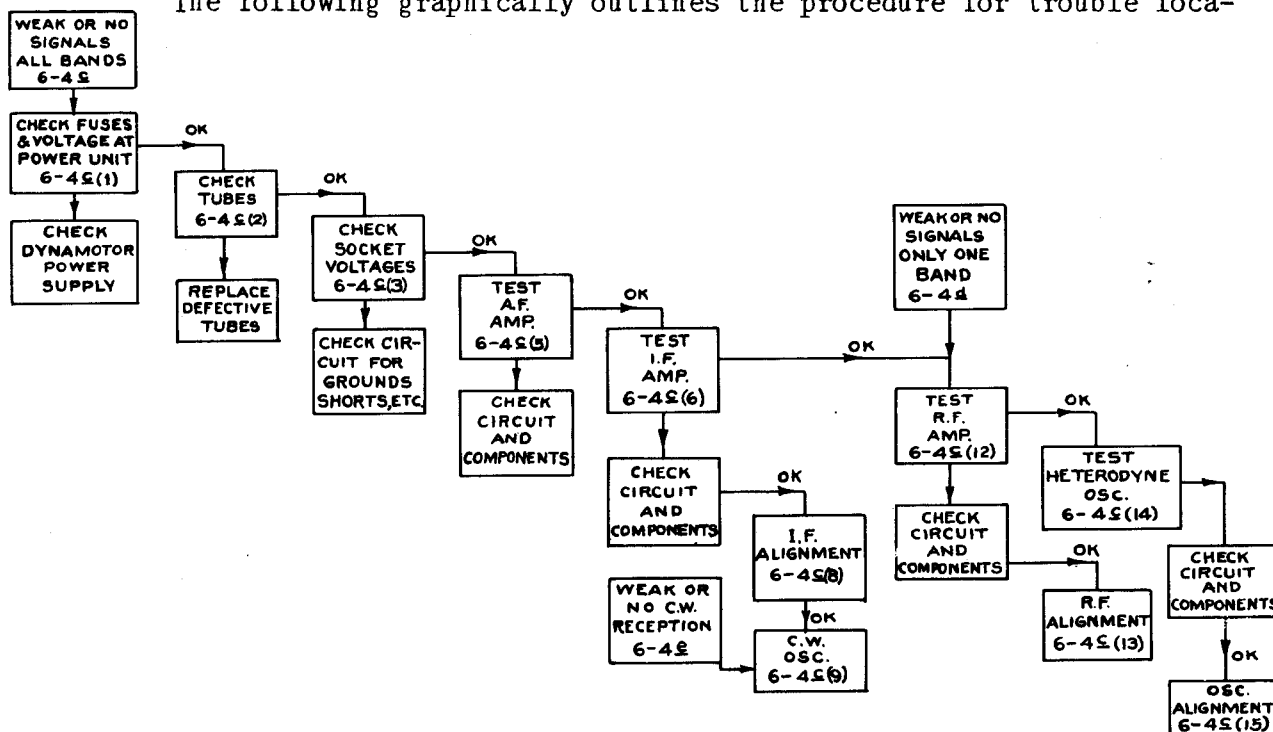 The following graphically outlines the procedure for trouble loca-
WEAK OR NO
SIGNALS
ALL BANDS
6-4c
CHECK FUSES
& VOLTAGE AT
POWER UNIT
6-4c(1)
OK
CHECK
DYNAMOTOR
POWER
SUPPLY
CHECK
TUBES
6-4c(2)
OK
REPLACE
DEFECTIVE
TUBES
CHECK
SOCKET
VOLTAGES
6-4c(3)
OK
CHECK CIR-
CUIT FOR
GROUNDS
SHORTS, ETC.
TEST
A.F.
AMP.
6-4c(5)
OK
CHECK
CIRCUIT
AND
COMPONENTS
TEST
I.F.
AMP.
6-4c(6)
OK
CHECK
CIRCUIT
AND
COMPONENTS
OK
I.F.
ALIGNMENT
6-4c(8)
OK
WEAK OR
NO C.W.
RECEPTION
6-4e
C.W.
OSC.
6-4c(9)
WEAK OR NO
SIGNALS
ONLY ONE
BAND
6-4d
TEST
R.F.
AMP.
6-4c(12)
OK
CHECK
CIRCUIT
AND
COMPONENTS
OK
R.F.
ALIGNMENT
6-4c(13)
TEST
HETERODYNE
OSC.
6-4c(14)
CHECK
CIRCUIT
AND
COMPONENTS
OK
OSC.
ALIGNMENT
6-4c(15)